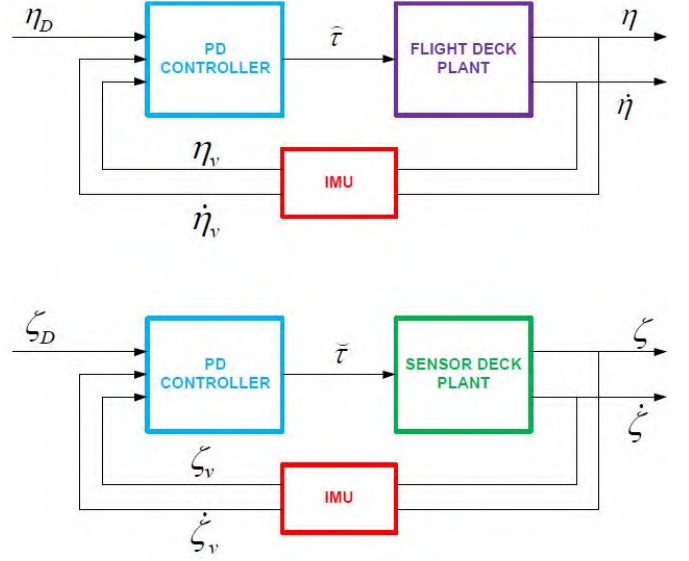 η_D
PD
CONTROLLER
τ̂
FLIGHT DECK
PLANT
η
η̇
η_v
IMU
η̇_v
ζ_D
PD
CONTROLLER
τ̆
SENSOR DECK
PLANT
ζ
ζ̇
ζ_v
IMU
ζ̇_v